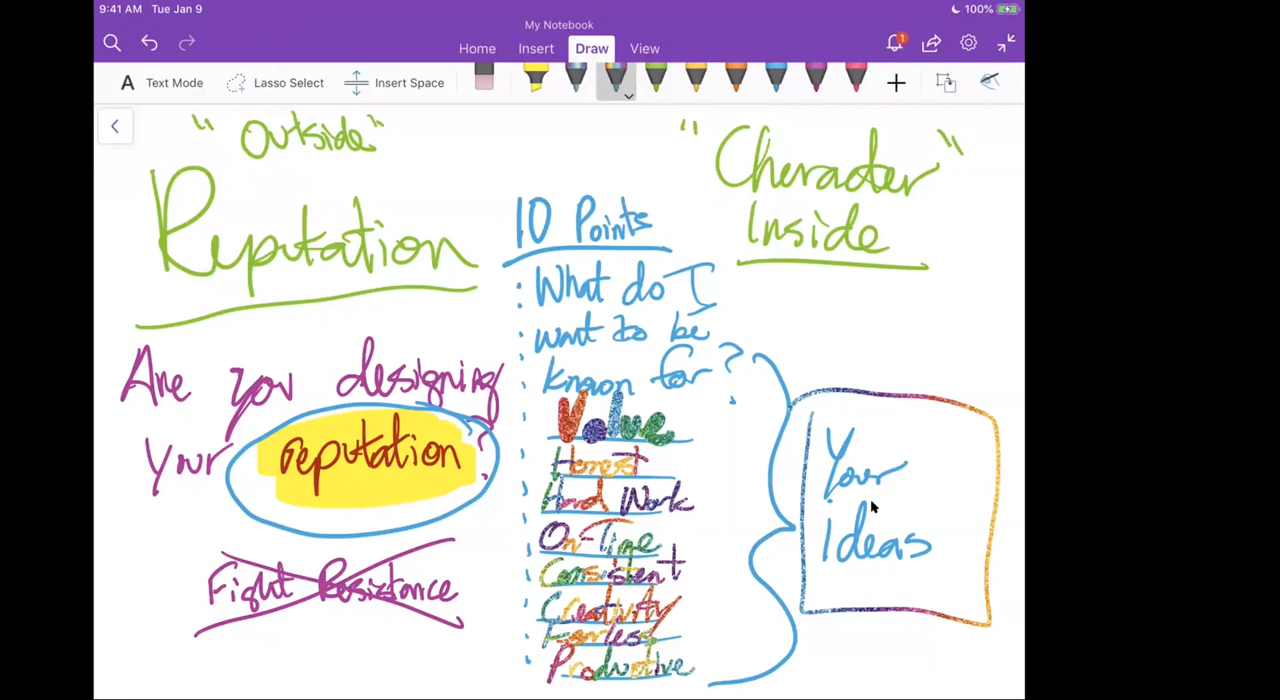 9:41 AM Tue Jan 9
100%
My Notebook
Home Insert Draw View
1
Text Mode Lasso Select Insert Space
"Outside"
Reputation
"Cheracter"
Inside
10 Points
: What do I
want to be
known for?
Are you designing
your reputation?
Fight Resistance
Value
Honest
Hard Work
On-Time
Consistent
Creativity
Fearless
Productive
Your
ideas